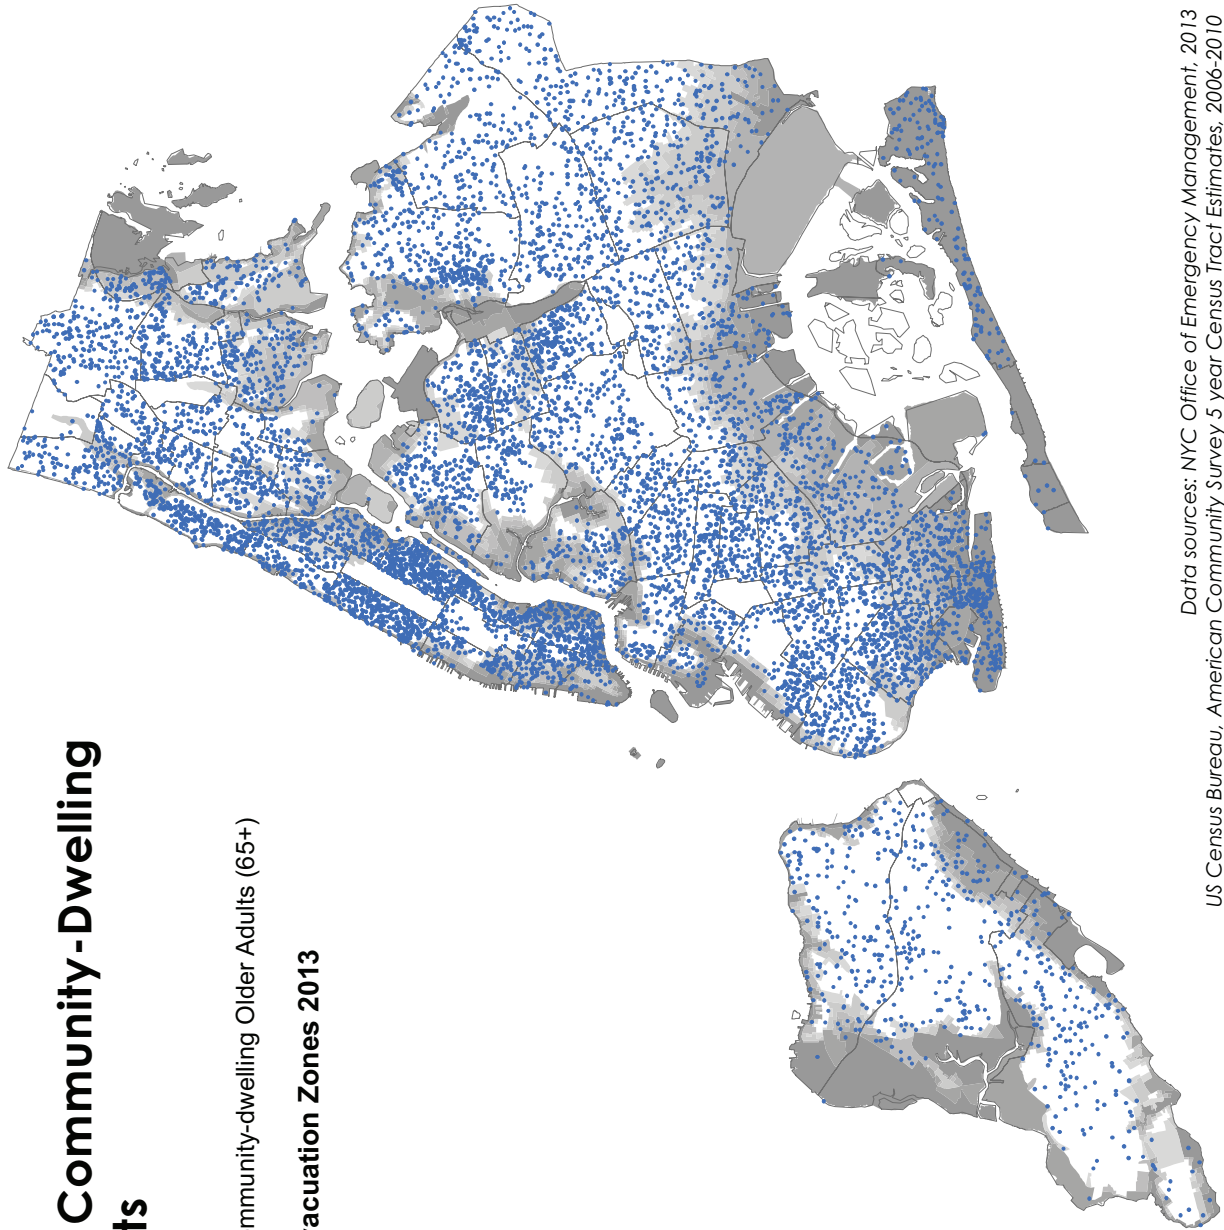 Community-Dwelling
ts
mmunity-dwelling Older Adults (65+)
vacuation Zones 2013
Data sources: NYC Office of Emergency Management, 2013
US Census Bureau, American Community Survey 5 year Census Tract Estimates, 2006-2010